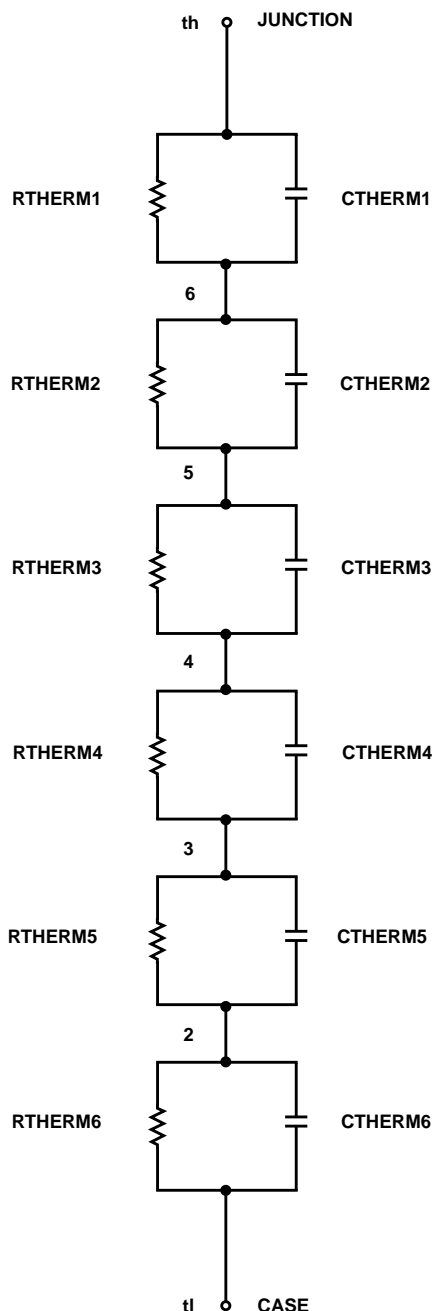 th JUNCTION
RTHERM1 CTHERM1
6
RTHERM2 CTHERM2
5
RTHERM3 CTHERM3
4
RTHERM4 CTHERM4
3
RTHERM5 CTHERM5
2
RTHERM6 CTHERM6
tl CASE